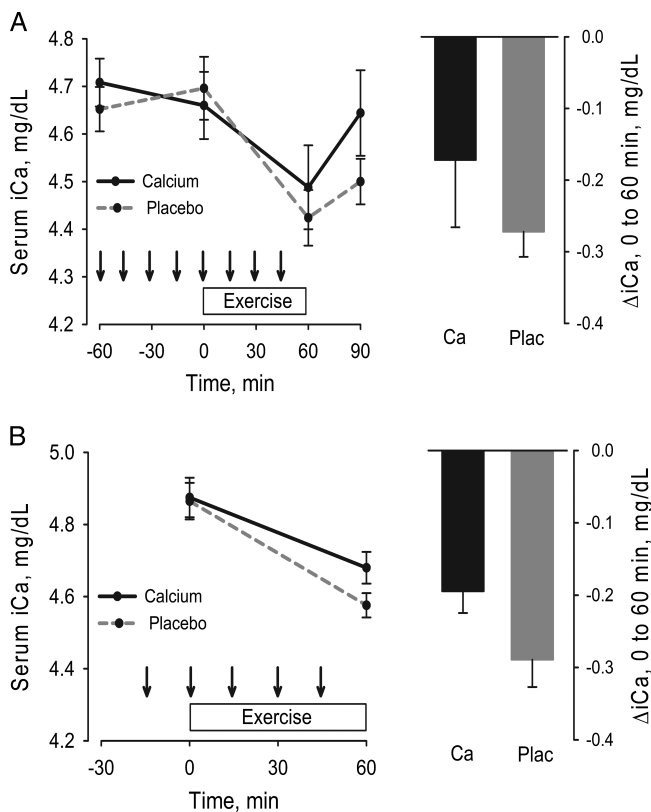 A
4.8
4.7
4.6
4.5
4.4
4.3
4.2
Serum iCa, mg/dL
Calcium
Placebo
Exercise
-60
-30
0
30
60
90
Time, min
0.0
-0.1
-0.2
-0.3
-0.4
ΔiCa, 0 to 60 min, mg/dL
Ca
Plac
B
5.0
4.8
4.6
4.4
4.2
Serum iCa, mg/dL
Calcium
Placebo
Exercise
-30
0
30
60
Time, min
0.0
-0.1
-0.2
-0.3
-0.4
ΔiCa, 0 to 60 min, mg/dL
Ca
Plac